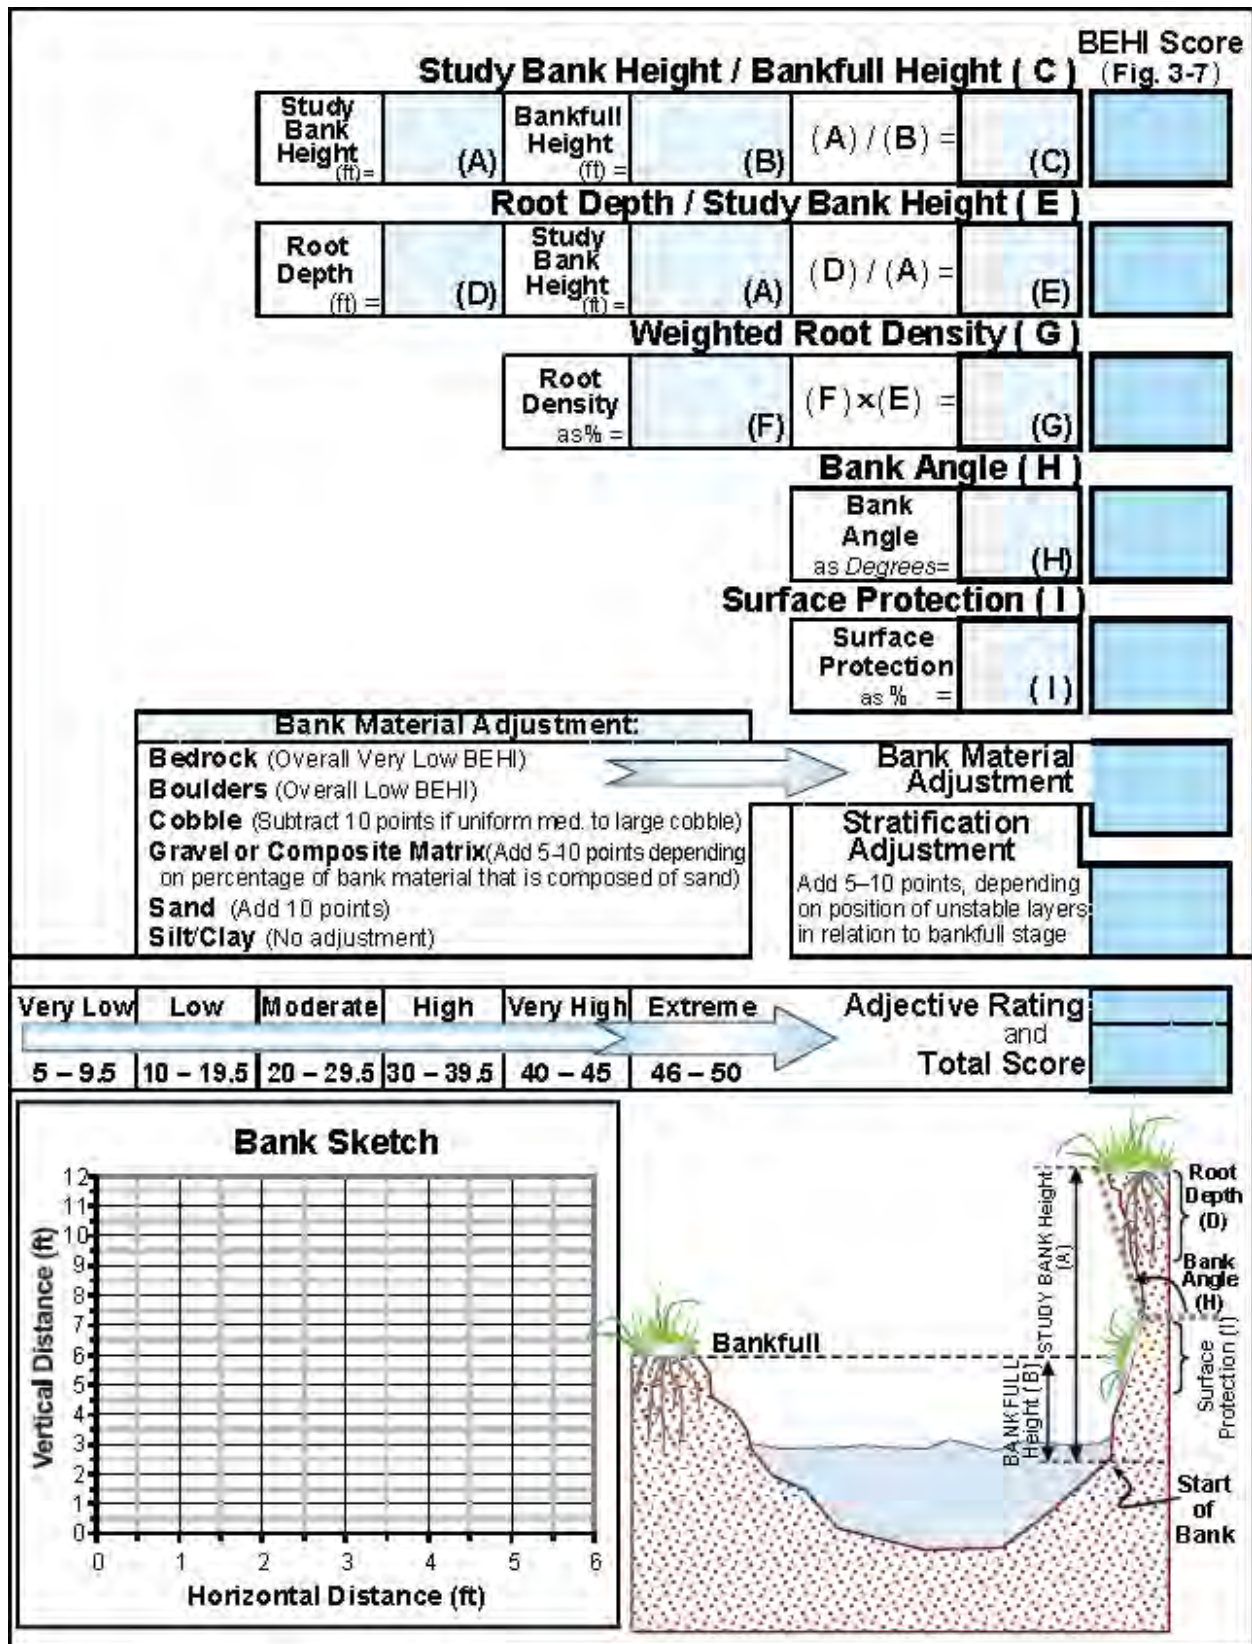 BEHI Score
Study Bank Height / Bankfull Height ( C ) (Fig. 3-7)
Study Bank Height (ft)= (A) Bankfull Height (ft) = (B) (A) / (B) = (C)
Root Depth / Study Bank Height ( E )
Root Depth (ft) = (D) Study Bank Height (ft) = (A) (D) / (A) = (E)
Weighted Root Density ( G )
Root Density as% = (F) (F)x(E) = (G)
Bank Angle ( H )
Bank Angle as Degrees= (H)
Surface Protection ( I )
Surface Protection as % = ( I )
Bank Material Adjustment:
Bedrock (Overall Very Low BEHI)
Boulders (Overall Low BEHI)
Cobble (Subtract 10 points if uniform med. to large cobble)
Gravel or Composite Matrix(Add 5-10 points depending
on percentage of bank material that is composed of sand)
Sand (Add 10 points)
Silt/Clay (No adjustment)
Bank Material
Adjustment
Stratification
Adjustment
Add 5–10 points, depending
on position of unstable layers
in relation to bankfull stage
Very Low Low Moderate High Very High Extreme
5 – 9.5 10 – 19.5 20 – 29.5 30 – 39.5 40 – 45 46 – 50
Adjective Rating
and
Total Score
Bank Sketch
12
11
10
9
8
7
6
5
4
3
2
1
0
0 1 2 3 4 5 6
Vertical Distance (ft)
Horizontal Distance (ft)
Bankfull
STUDY BANK Height
(A)
BANKFULL
Height (B)
Root
Depth
(D)
Bank
Angle
(H)
Surface
Protection (I)
Start
of
Bank